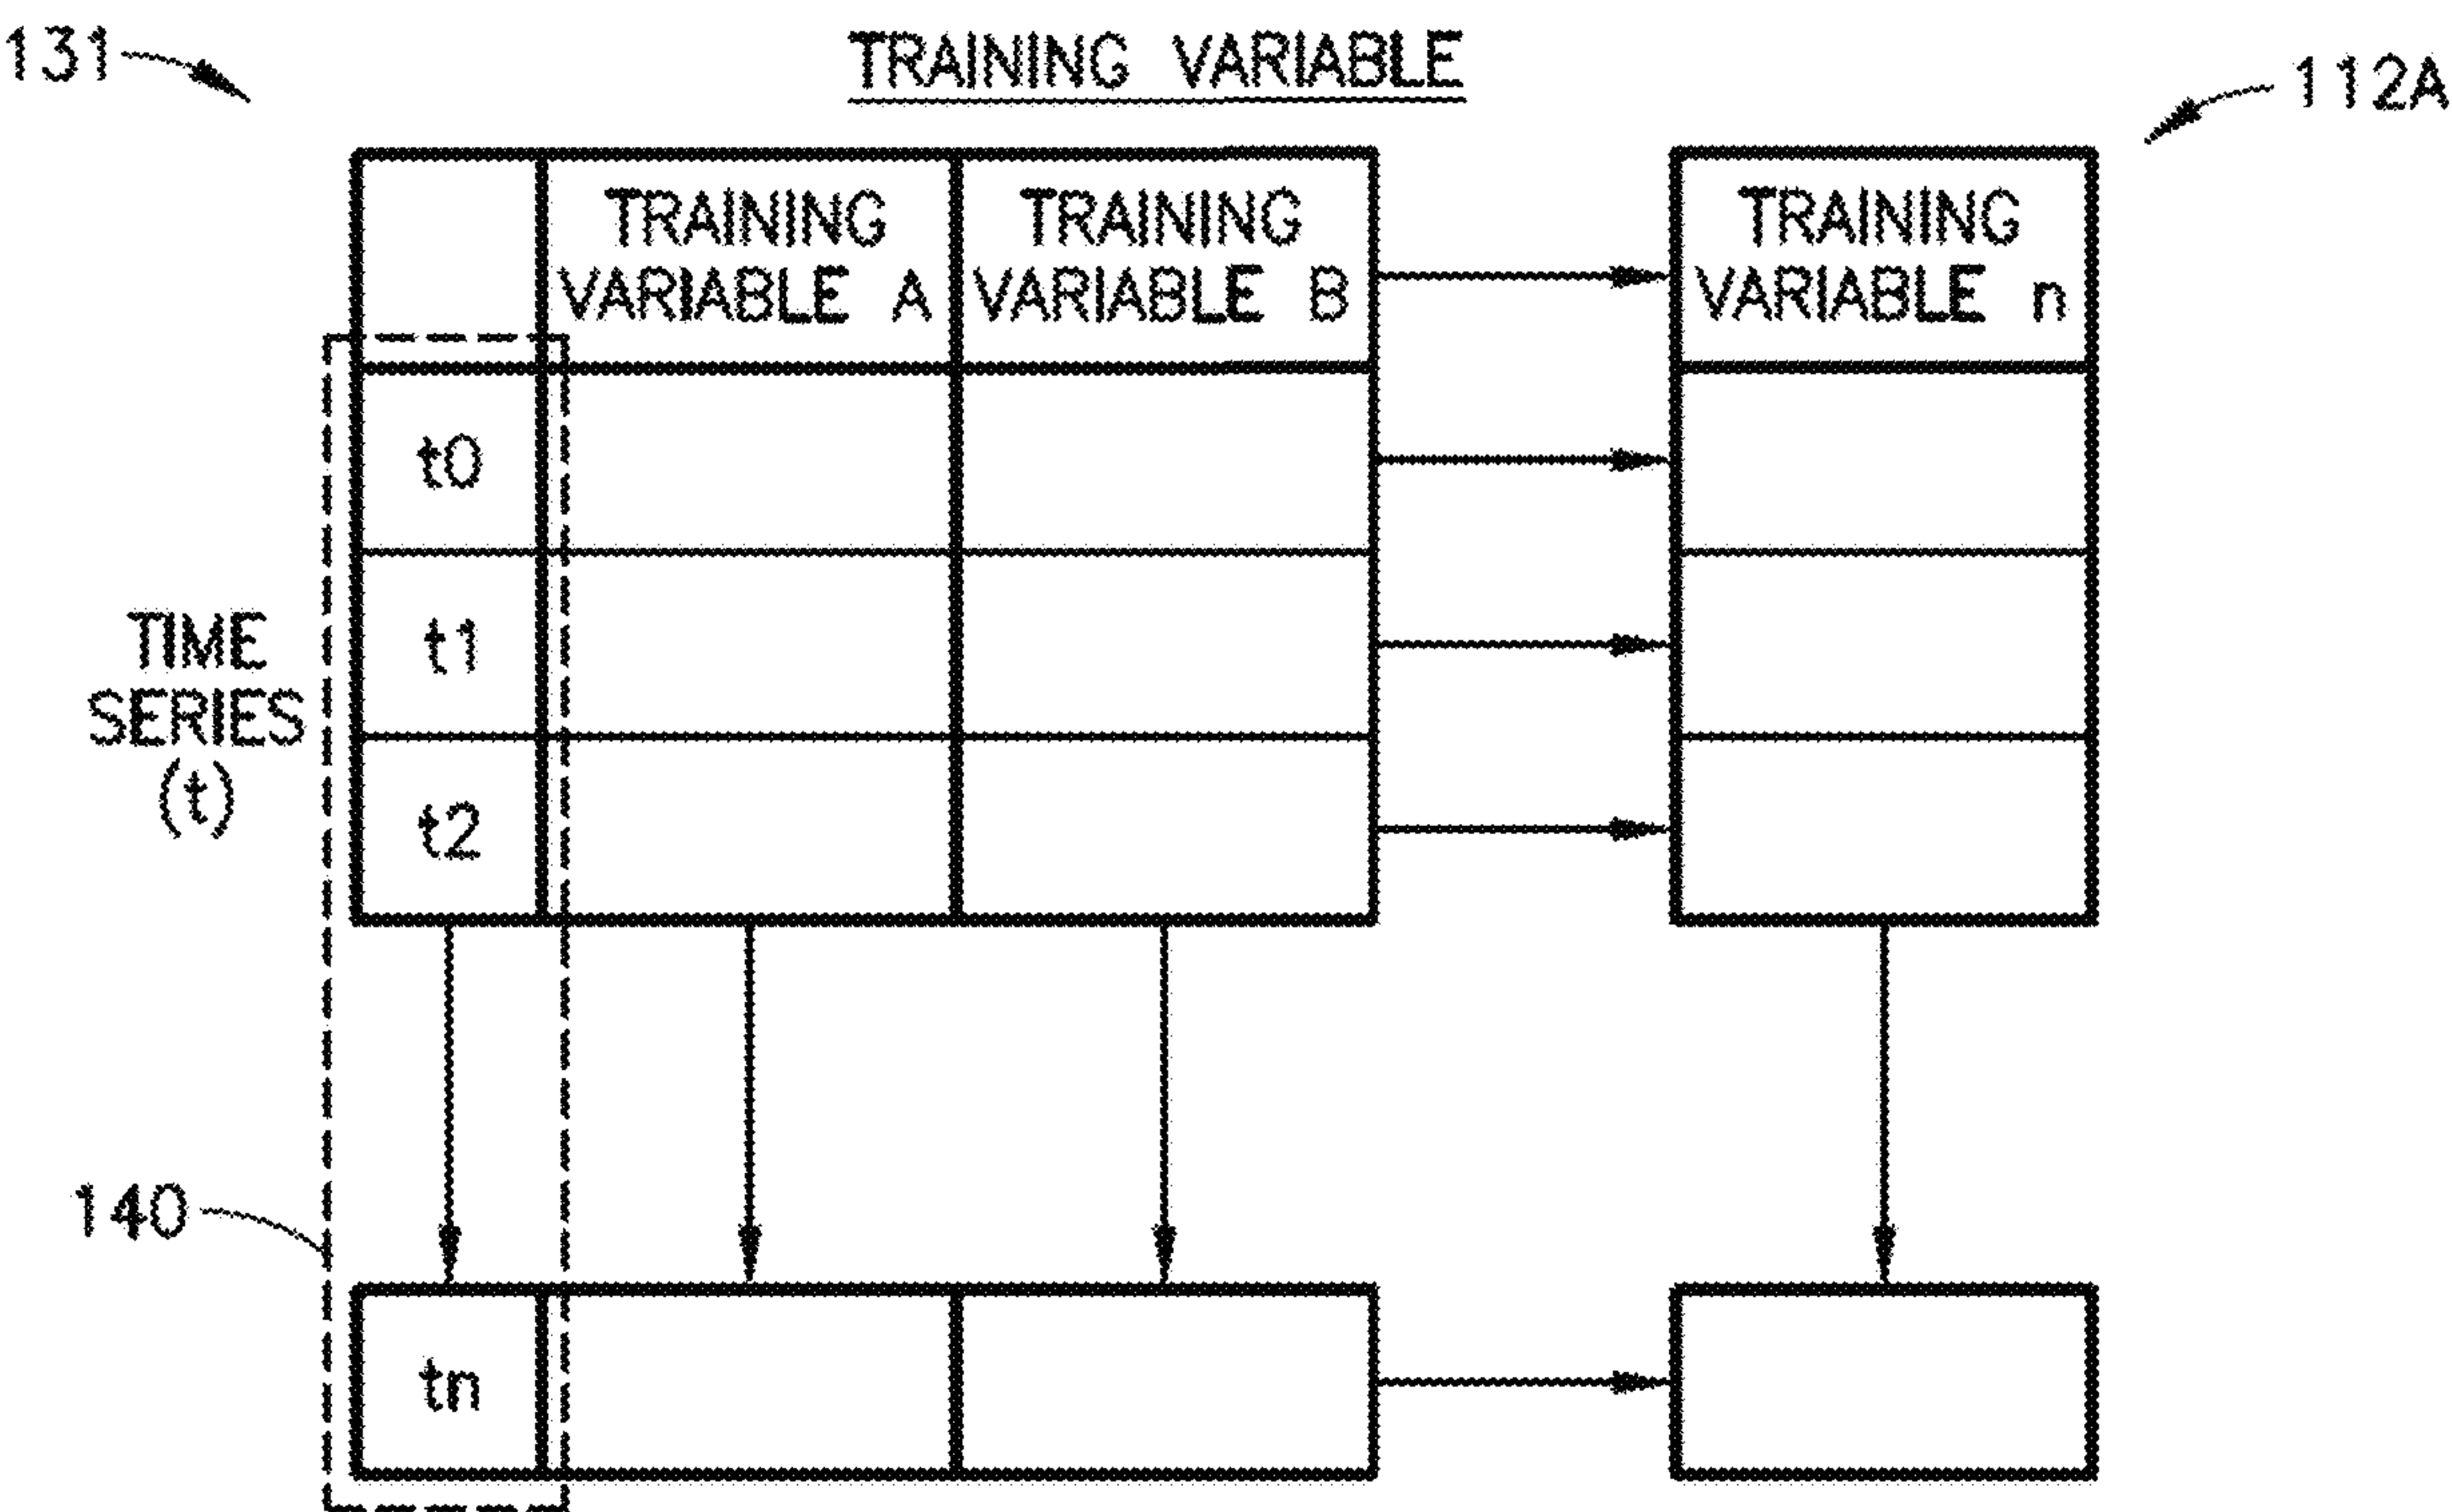 131
TRAINING VARIABLE
112A
TRAINING
VARIABLE A
TRAINING
VARIABLE B
TRAINING
VARIABLE n
t0
TIME
SERIES
(t)
t1
t2
140
tn